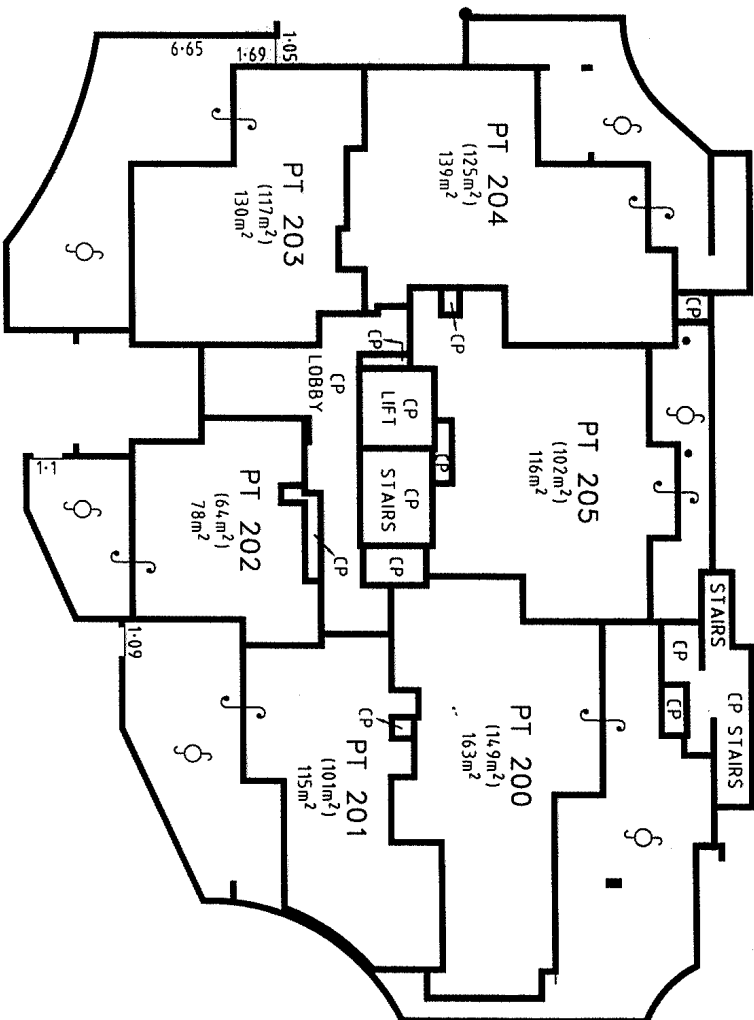 6·65
1·69
1·05
PT 204
(125m²)
139m²
PT 203
(117m²)
130m²
CP
CP
CP
CP
LOBBY
CP
LIFT
CP
PT 205
(102m²)
116m²
1·1
PT 202
(64m²)
78m²
CP
STAIRS
CP
CP
STAIRS
CP
CP
CP STAIRS
1·09
CP
PT 201
(101m²)
115m²
PT 200
(149m²)
163m²